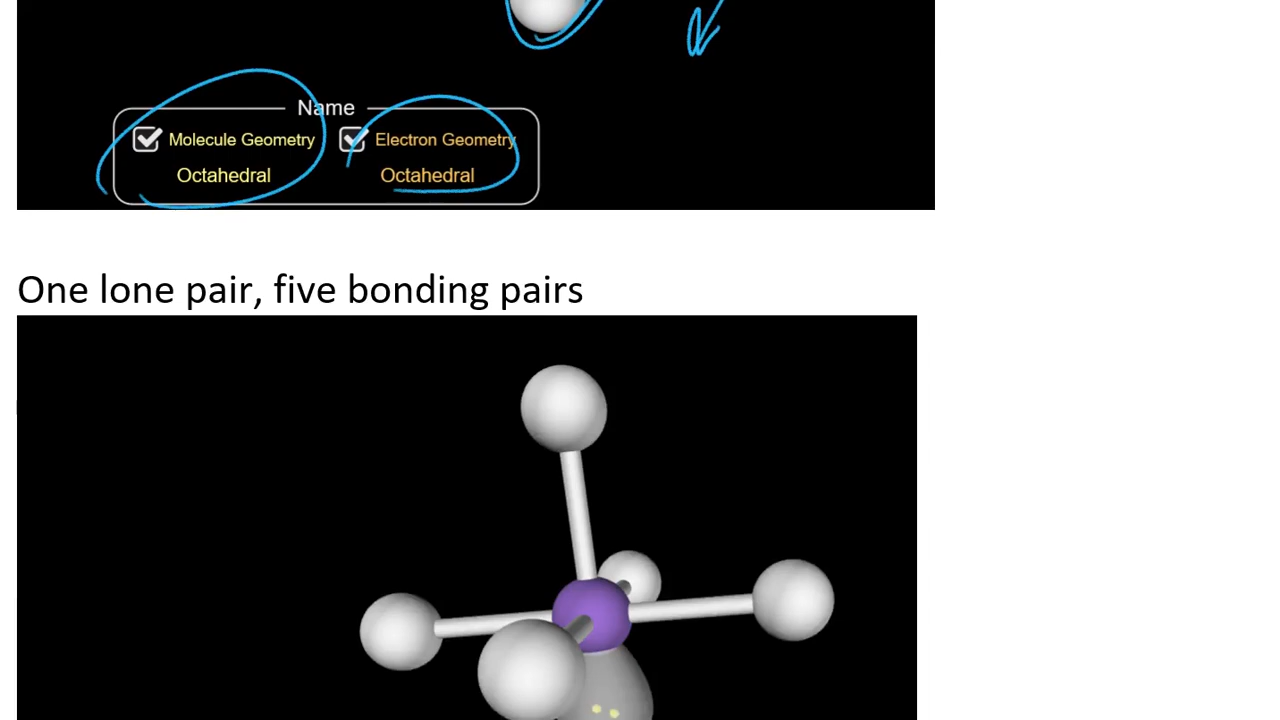 Name
Molecule Geometry Electron Geometry
Octahedral Octahedral
One lone pair, five bonding pairs